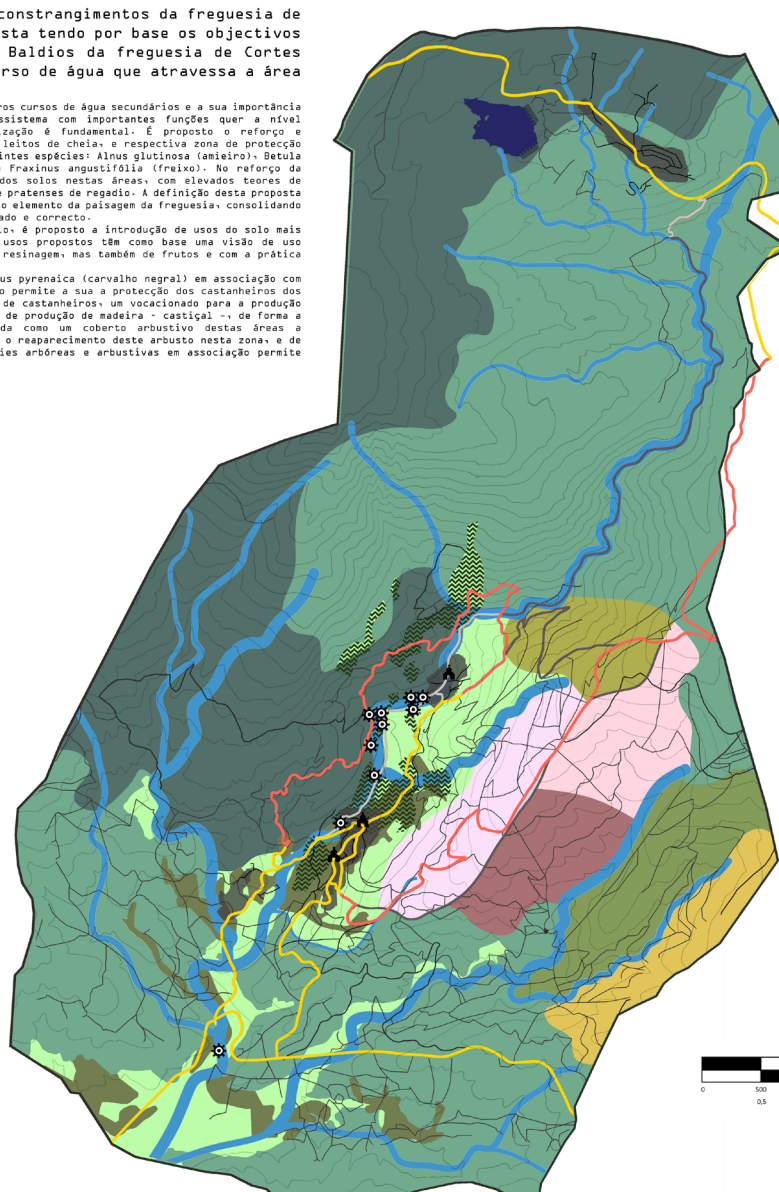 constrangimentos da freguesia de
sta tendo por base os objectivos
Baldios da freguesia de Cortes
rso de água que atravessa a área
ros cursos de água secundários e a sua importância
ssistema com importantes funções quer a nível
ização é fundamental. É proposto o reforço e
leitos de cheia, e respectiva zona de protecção
intes espécies: Alnus glutinosa (amieiro), Betula
Fraxinus angustifólia (freixo). No reforço da
dos solos nestas áreas, com elevados teores de
e pratenses de regadio. A definição desta proposta
o elemento da paisagem da freguesia, consolidando
ado e correcto.
io, é proposto a introdução de usos do solo mais
usos propostos têm como base uma visão de uso
resinagem, mas também de frutos e com a prática
us pyrenaica (carvalho negral) em associação com
o permite a sua a protecção dos castanheiros dos
de castanheiros, um vocacionado para a produção
de produção de madeira - castiçal -, de forma a
da como um coberto arbustivo destas áreas a
o reaparecimento deste arbusto nesta zona, e de
ies arbóreas e arbustivas em associação permite
0 500
0,5